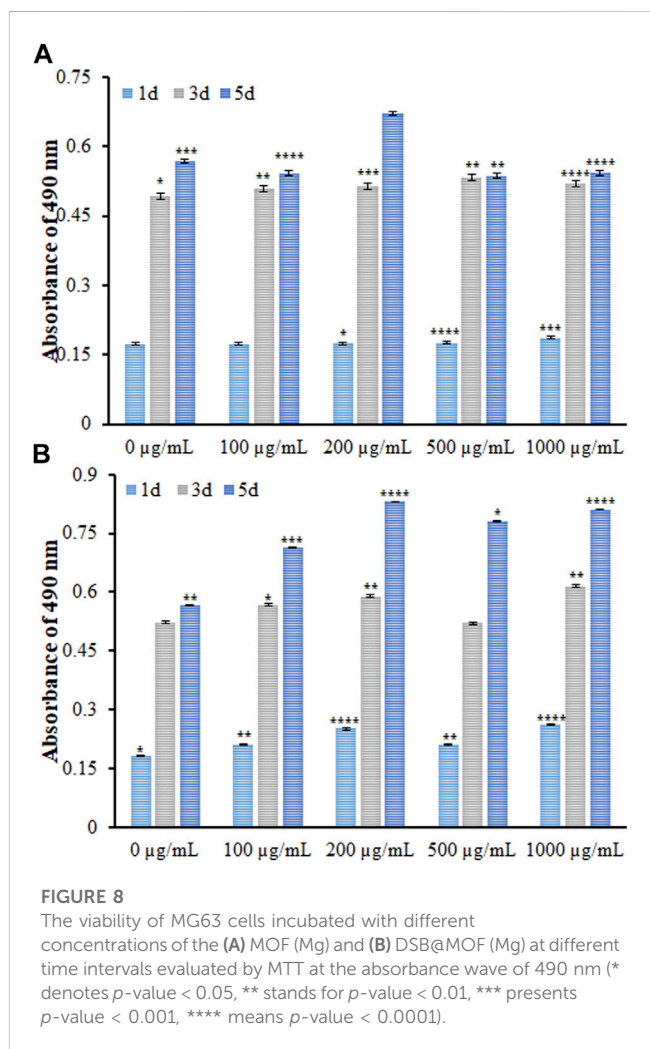 A
0.75
1d 3d 5d
*** **** 
* ** *** ** ** **** ****
0.6
0.45
0.3
* **** ***
0.15
0
Absorbance of 490 nm
0 µg/mL 100 µg/mL 200 µg/mL 500 µg/mL 1000 µg/mL
B
0.9
1d 3d 5d
**** * ****
0.75
***
** * ** **
0.6
0.45
0.3
* ** **** ** ****
0.15
0
Absorbance of 490 nm
0 µg/mL 100 µg/mL 200 µg/mL 500 µg/mL 1000 µg/mL
FIGURE 8
The viability of MG63 cells incubated with different
concentrations of the (A) MOF (Mg) and (B) DSB@MOF (Mg) at different
time intervals evaluated by MTT at the absorbance wave of 490 nm (*
denotes p-value < 0.05, ** stands for p-value < 0.01, *** presents
p-value < 0.001, **** means p-value < 0.0001).